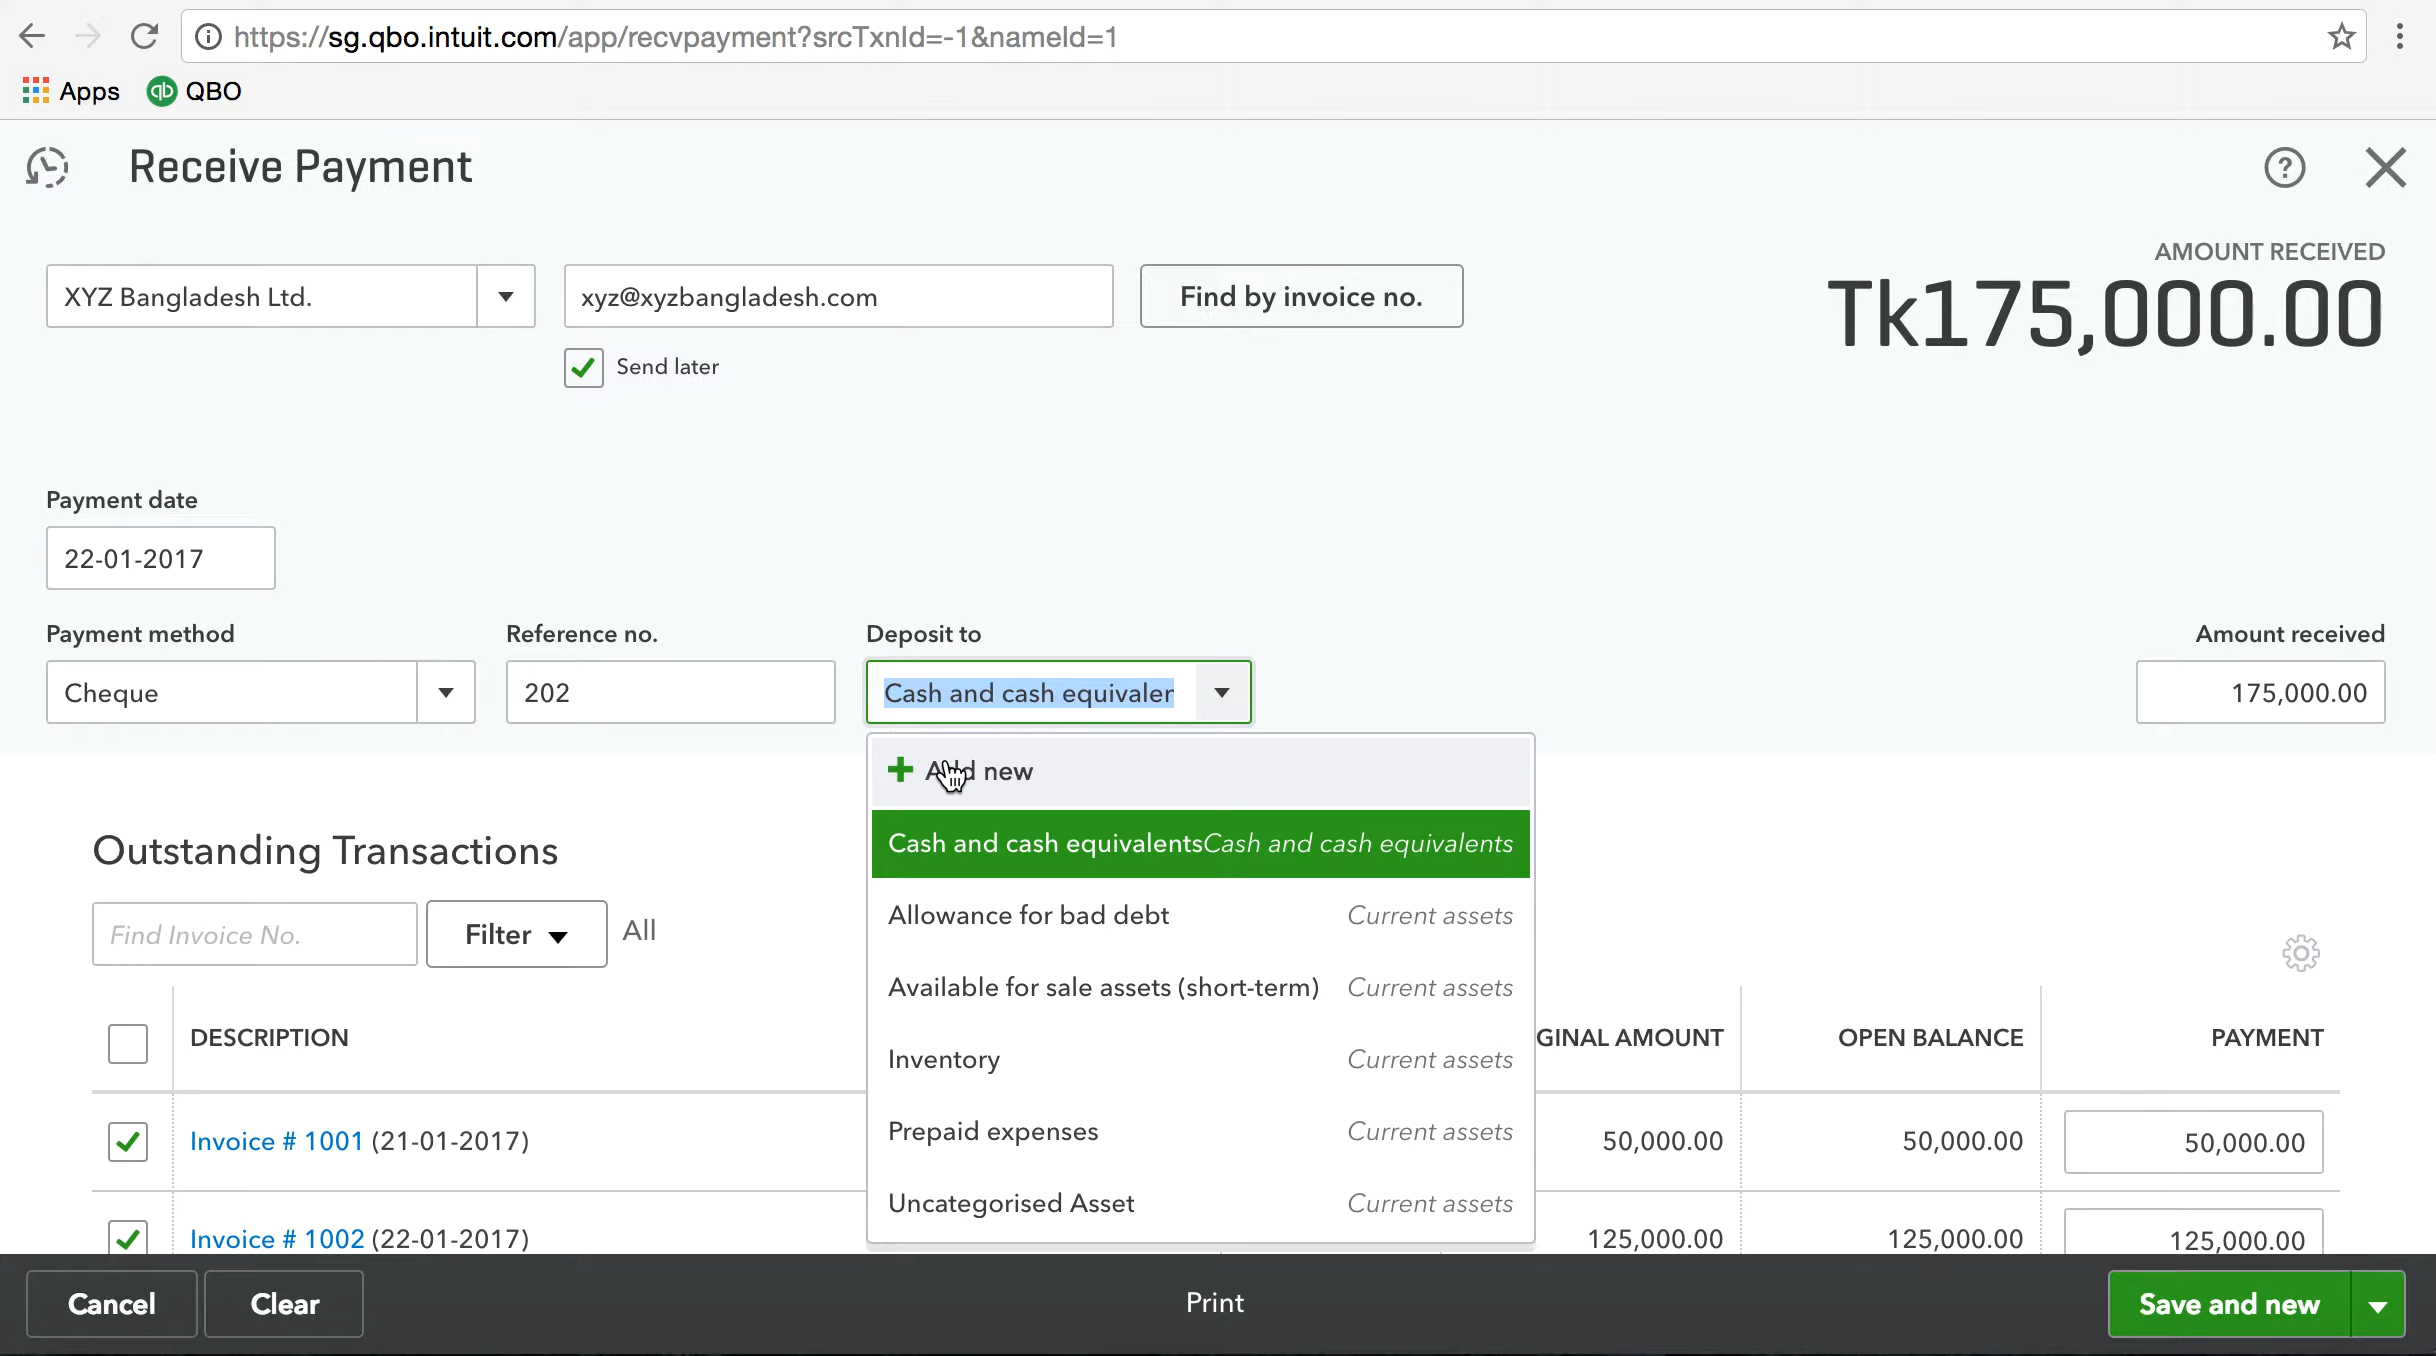 https://sg.qbo.intuit.com/app/recvpayment?srcTxnId=-1&nameId=1
Apps QBO
Receive Payment
AMOUNT RECEIVED
XYZ Bangladesh Ltd. xyz@xyzbangladesh.com Find by invoice no. Tk175,000.00
Send later
Payment date
22-01-2017
Payment method Reference no. Deposit to Amount received
Cheque 202 Cash and cash equivaler 175,000.00
Add new
Outstanding Transactions Cash and cash equivalentsCash and cash equivalents
Find Invoice No. Filter All Allowance for bad debt Current assets
Available for sale assets (short-term) Current assets
DESCRIPTION GINAL AMOUNT OPEN BALANCE PAYMENT
Inventory Current assets
Invoice # 1001 (21-01-2017) Prepaid expenses Current assets 50,000.00 50,000.00 50,000.00
Uncategorised Asset Current assets
Invoice # 1002 (22-01-2017) 125,000.00 125,000.00 125,000.00
Cancel Clear Print Save and new